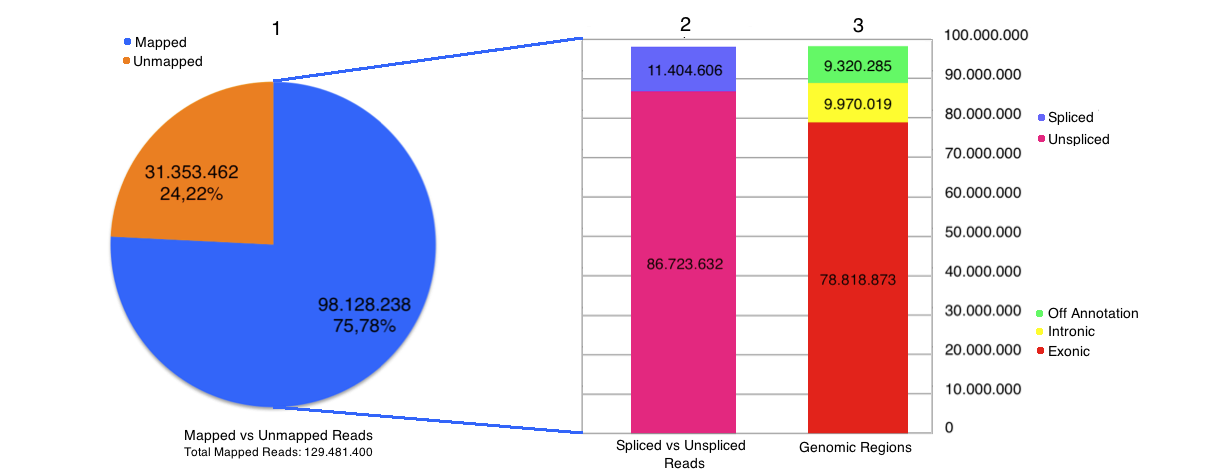 1
Mapped
Unmapped
31.353.462
24,22%
98.128.238
75,78%
Mapped vs Unmapped Reads
Total Mapped Reads: 129.481.400
2
3
11.404.606
86.723.632
9.320.285
9.970.019
78.818.873
Spliced vs Unspliced
Reads
Genomic Regions
100.000.000
90.000.000
80.000.000
70.000.000
60.000.000
50.000.000
40.000.000
30.000.000
20.000.000
10.000.000
0
Spliced
Unspliced
Off Annotation
Intronic
Exonic